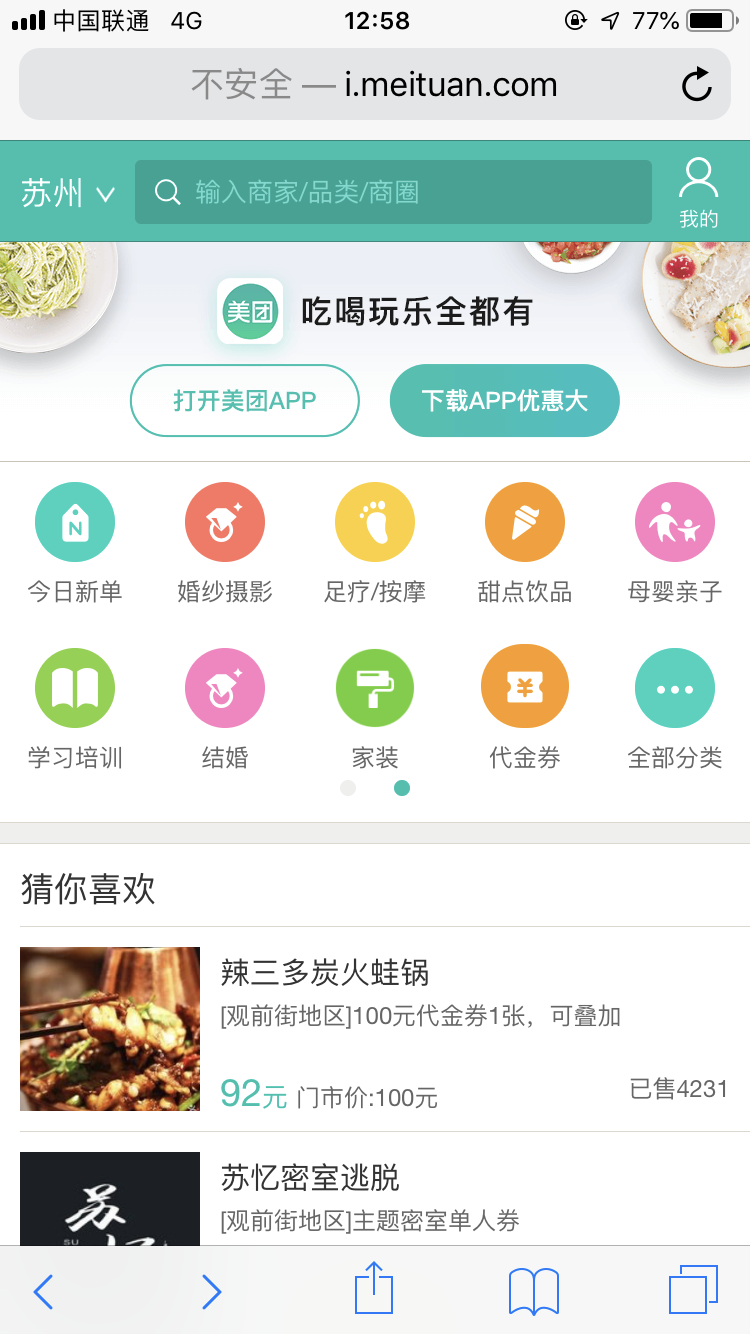 中国联通 4G 12:58 77%
不安全 — i.meituan.com
苏州 输入商家/品类/商圈 我的
美团 吃喝玩乐全都有
打开美团APP 下载APP优惠大
N
今日新单 婚纱摄影 足疗/按摩 甜点饮品 母婴亲子
¥
学习培训 结婚 家装 代金券 全部分类
猜你喜欢
辣三多炭火蛙锅
[观前街地区]100元代金券1张，可叠加
92元 门市价:100元 已售4231
苏忆密室逃脱
[观前街地区]主题密室单人券
苏
SU